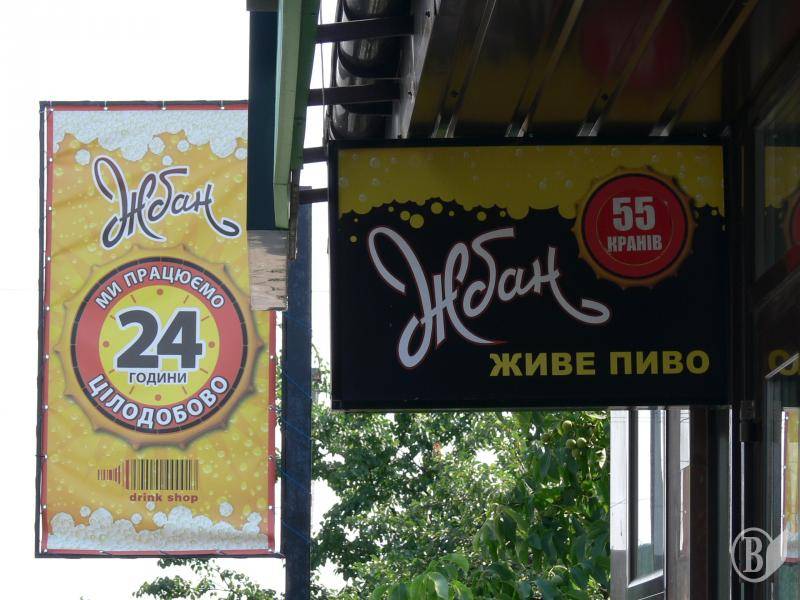 Жбан
МИ ПРАЦЮЄМО
24
ГОДИНИ
ЦІЛОДОБОВО
drink shop
55
КРАНІВ
Жбан
ЖИВЕ ПИВО
В